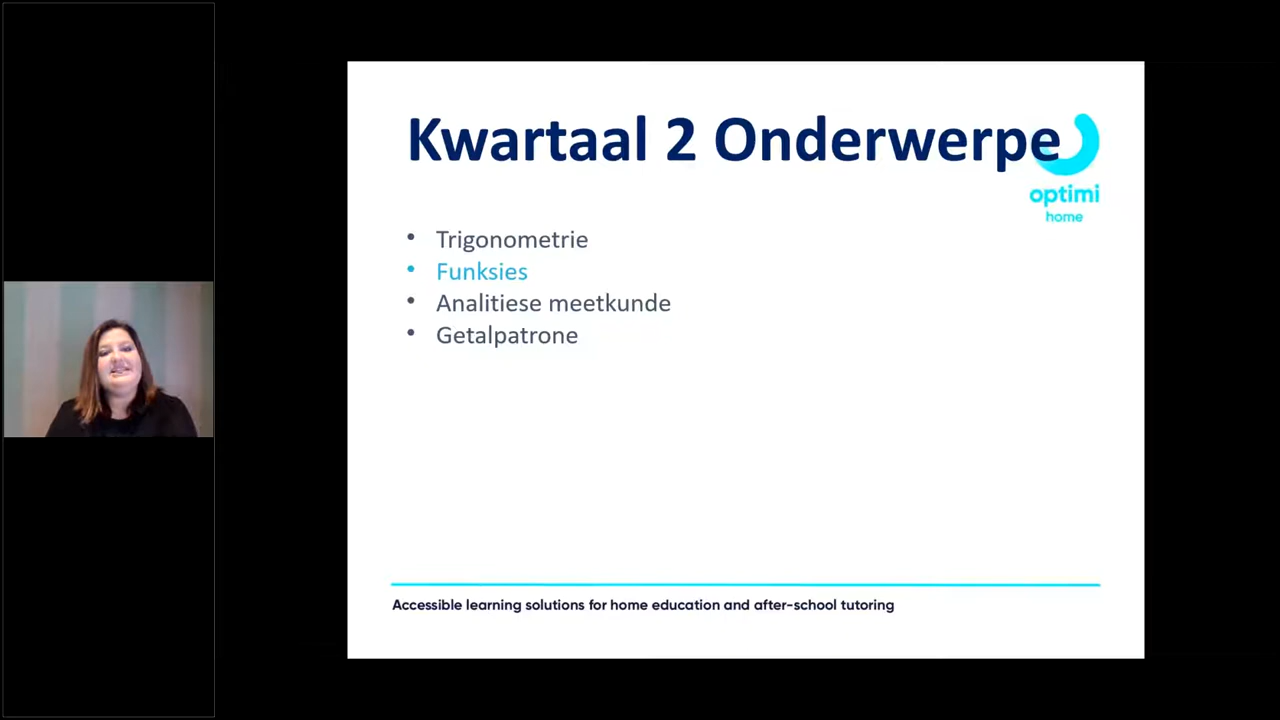 Kwartaal 2 Onderwerpe
optimi
home
• Trigonometrie
• Funksies
• Analitiese meetkunde
• Getalpatrone
Accessible learning solutions for home education and after-school tutoring